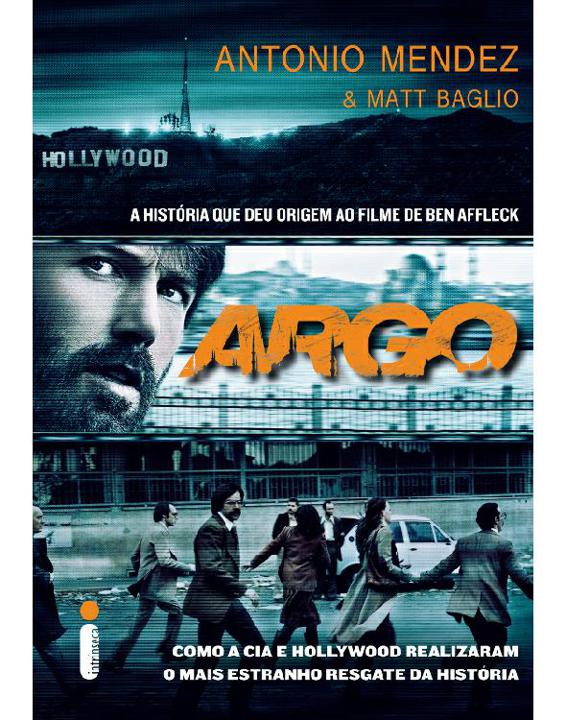 ANTONIO MENDEZ
& MATT BAGLIO
HOLLYWOOD
A HISTÓRIA QUE DEU ORIGEM AO FILME DE BEN AFFLECK
ARGO
COMO A CIA E HOLLYWOOD REALIZARAM
O MAIS ESTRANHO RESGATE DA HISTÓRIA
intrínseca